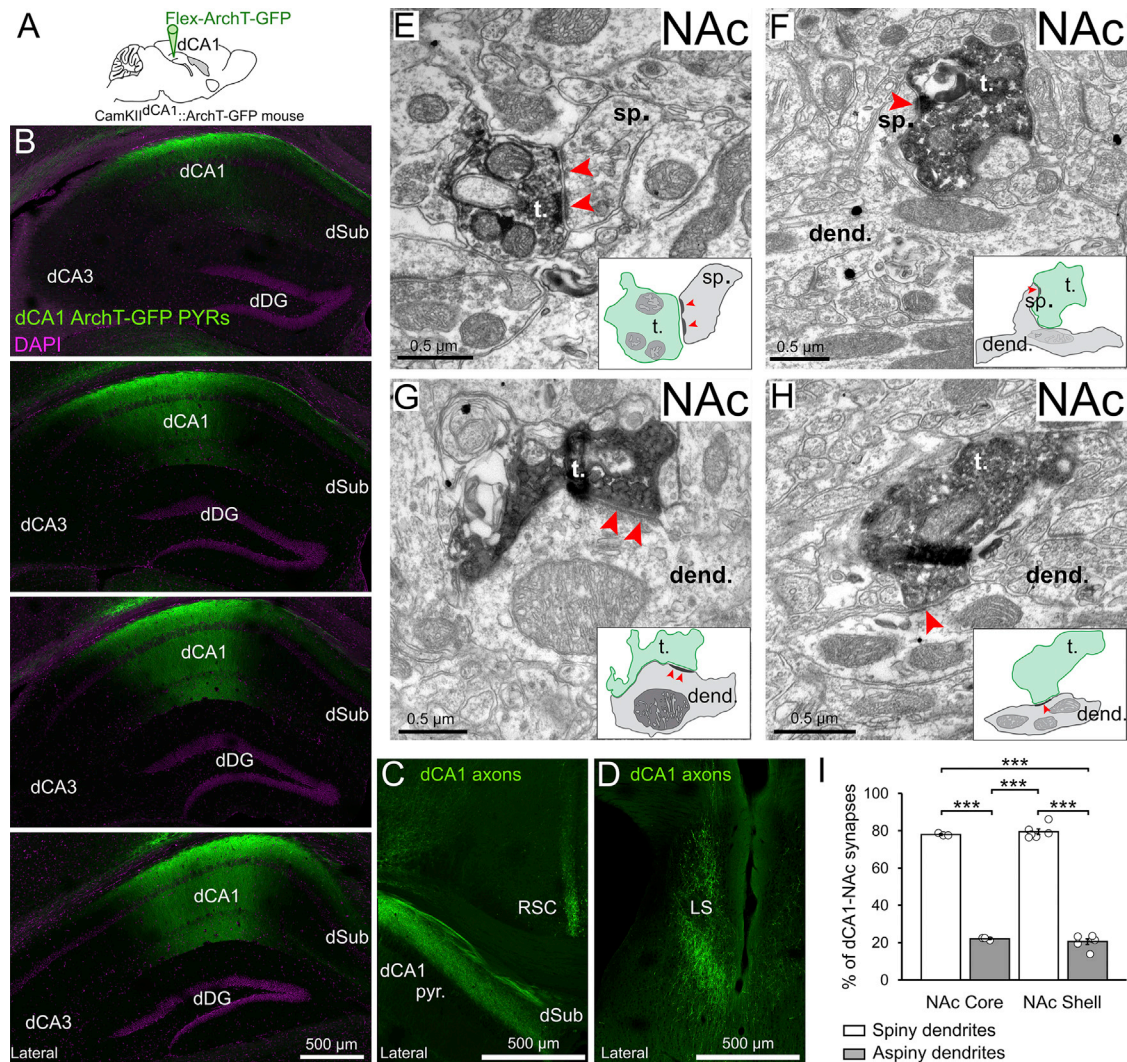 A
Flex-ArchT-GFP
dCA1
CamKII^dCA1::ArchT-GFP mouse
B
dCA1
dSub
dCA3
dDG
dCA1 ArchT-GFP PYRs
DAPI
dCA1
dSub
dCA3
dDG
dCA1
dSub
dCA3
dDG
dCA1
dSub
dCA3
dDG
Lateral
500 µm
C
dCA1 axons
RSC
dCA1
pyr.
dSub
Lateral
500 µm
D
dCA1 axons
LS
Lateral
500 µm
E
NAc
sp.
t.
0.5 µm
sp.
t.
F
NAc
t.
sp.
dend.
0.5 µm
t.
sp.
dend.
G
NAc
t.
dend.
0.5 µm
t.
dend.
H
NAc
t.
dend.
0.5 µm
t.
dend.
I
% of dCA1-NAc synapses
100
80
60
40
20
0
***
***
***
***
NAc Core
NAc Shell
Spiny dendrites
Aspiny dendrites